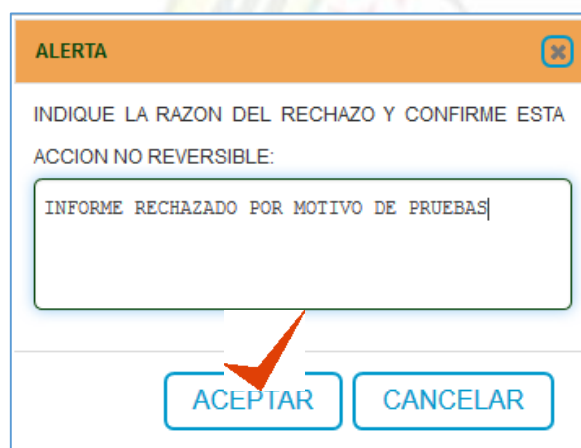 ALERTA
INDIQUE LA RAZON DEL RECHAZO Y CONFIRME ESTA
ACCION NO REVERSIBLE:
INFORME RECHAZADO POR MOTIVO DE PRUEBAS
ACEPTAR CANCELAR